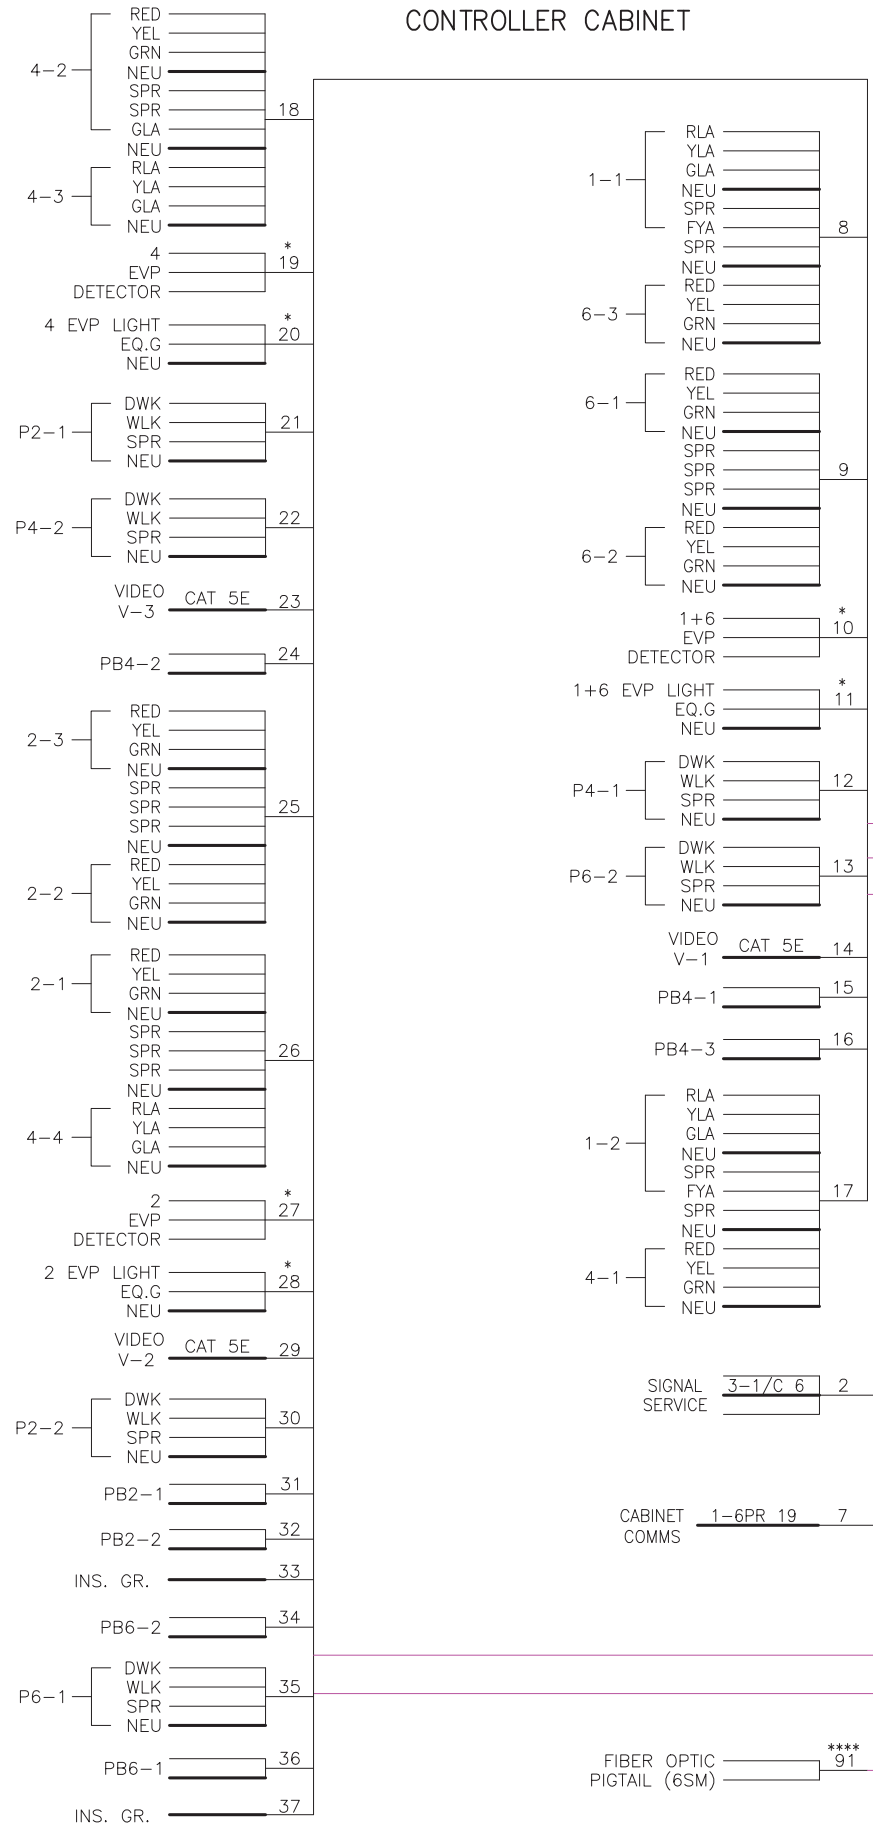 CONTROLLER CABINET
RED
YEL
GRN
4-2
NEU
SPR
SPR
18
GLA
NEU
RLA
YLA
4-3
GLA
NEU
4
*
19
EVP
DETECTOR
4 EVP LIGHT
*
20
EQ.G
NEU
DWK
WLK
21
P2-1
SPR
NEU
DWK
WLK
22
P4-2
SPR
NEU
VIDEO
V-3
CAT 5E
23
PB4-2
24
RED
YEL
2-3
GRN
NEU
SPR
SPR
25
SPR
NEU
RED
YEL
2-2
GRN
NEU
RED
YEL
2-1
GRN
NEU
SPR
SPR
26
SPR
NEU
RLA
YLA
4-4
GLA
NEU
2
*
27
EVP
DETECTOR
2 EVP LIGHT
*
28
EQ.G
NEU
VIDEO
V-2
CAT 5E
29
DWK
WLK
30
P2-2
SPR
NEU
PB2-1
31
PB2-2
32
INS. GR.
33
PB6-2
34
DWK
WLK
35
P6-1
SPR
NEU
PB6-1
36
INS. GR.
37
RLA
YLA
1-1
GLA
NEU
SPR
FYA
8
SPR
NEU
RED
YEL
6-3
GRN
NEU
RED
YEL
6-1
GRN
NEU
SPR
SPR
9
SPR
NEU
RED
YEL
6-2
GRN
NEU
1+6
*
10
EVP
DETECTOR
1+6 EVP LIGHT
*
11
EQ.G
NEU
DWK
WLK
12
P4-1
SPR
NEU
DWK
WLK
13
P6-2
SPR
NEU
VIDEO
V-1
CAT 5E
14
PB4-1
15
PB4-3
16
RLA
YLA
GLA
1-2
NEU
SPR
FYA
17
SPR
NEU
RED
YEL
4-1
GRN
NEU
SIGNAL
SERVICE
3-1/C 6
2
CABINET
COMMS
1-6PR 19
7
FIBER OPTIC
PIGTAIL (6SM)
****
91